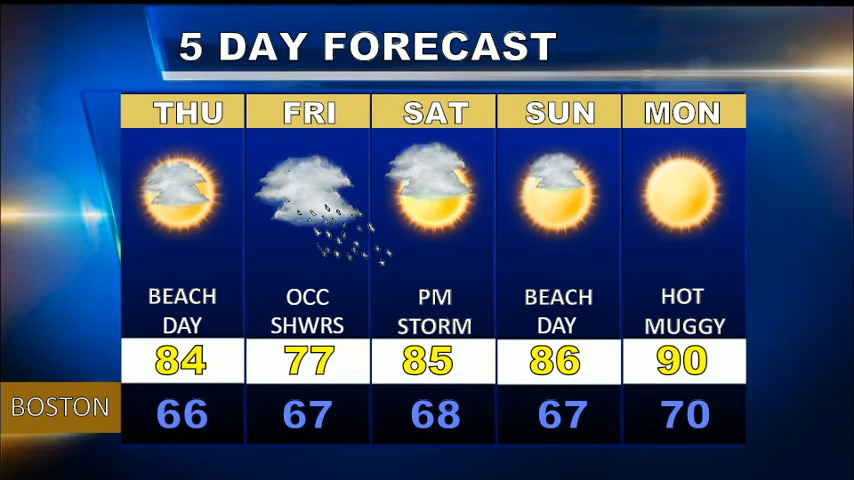 5 DAY FORECAST
THU FRI SAT SUN MON
BEACH OCC PM BEACH HOT
DAY SHWRS STORM DAY MUGGY
84 77 85 86 90
BOSTON 66 67 68 67 70